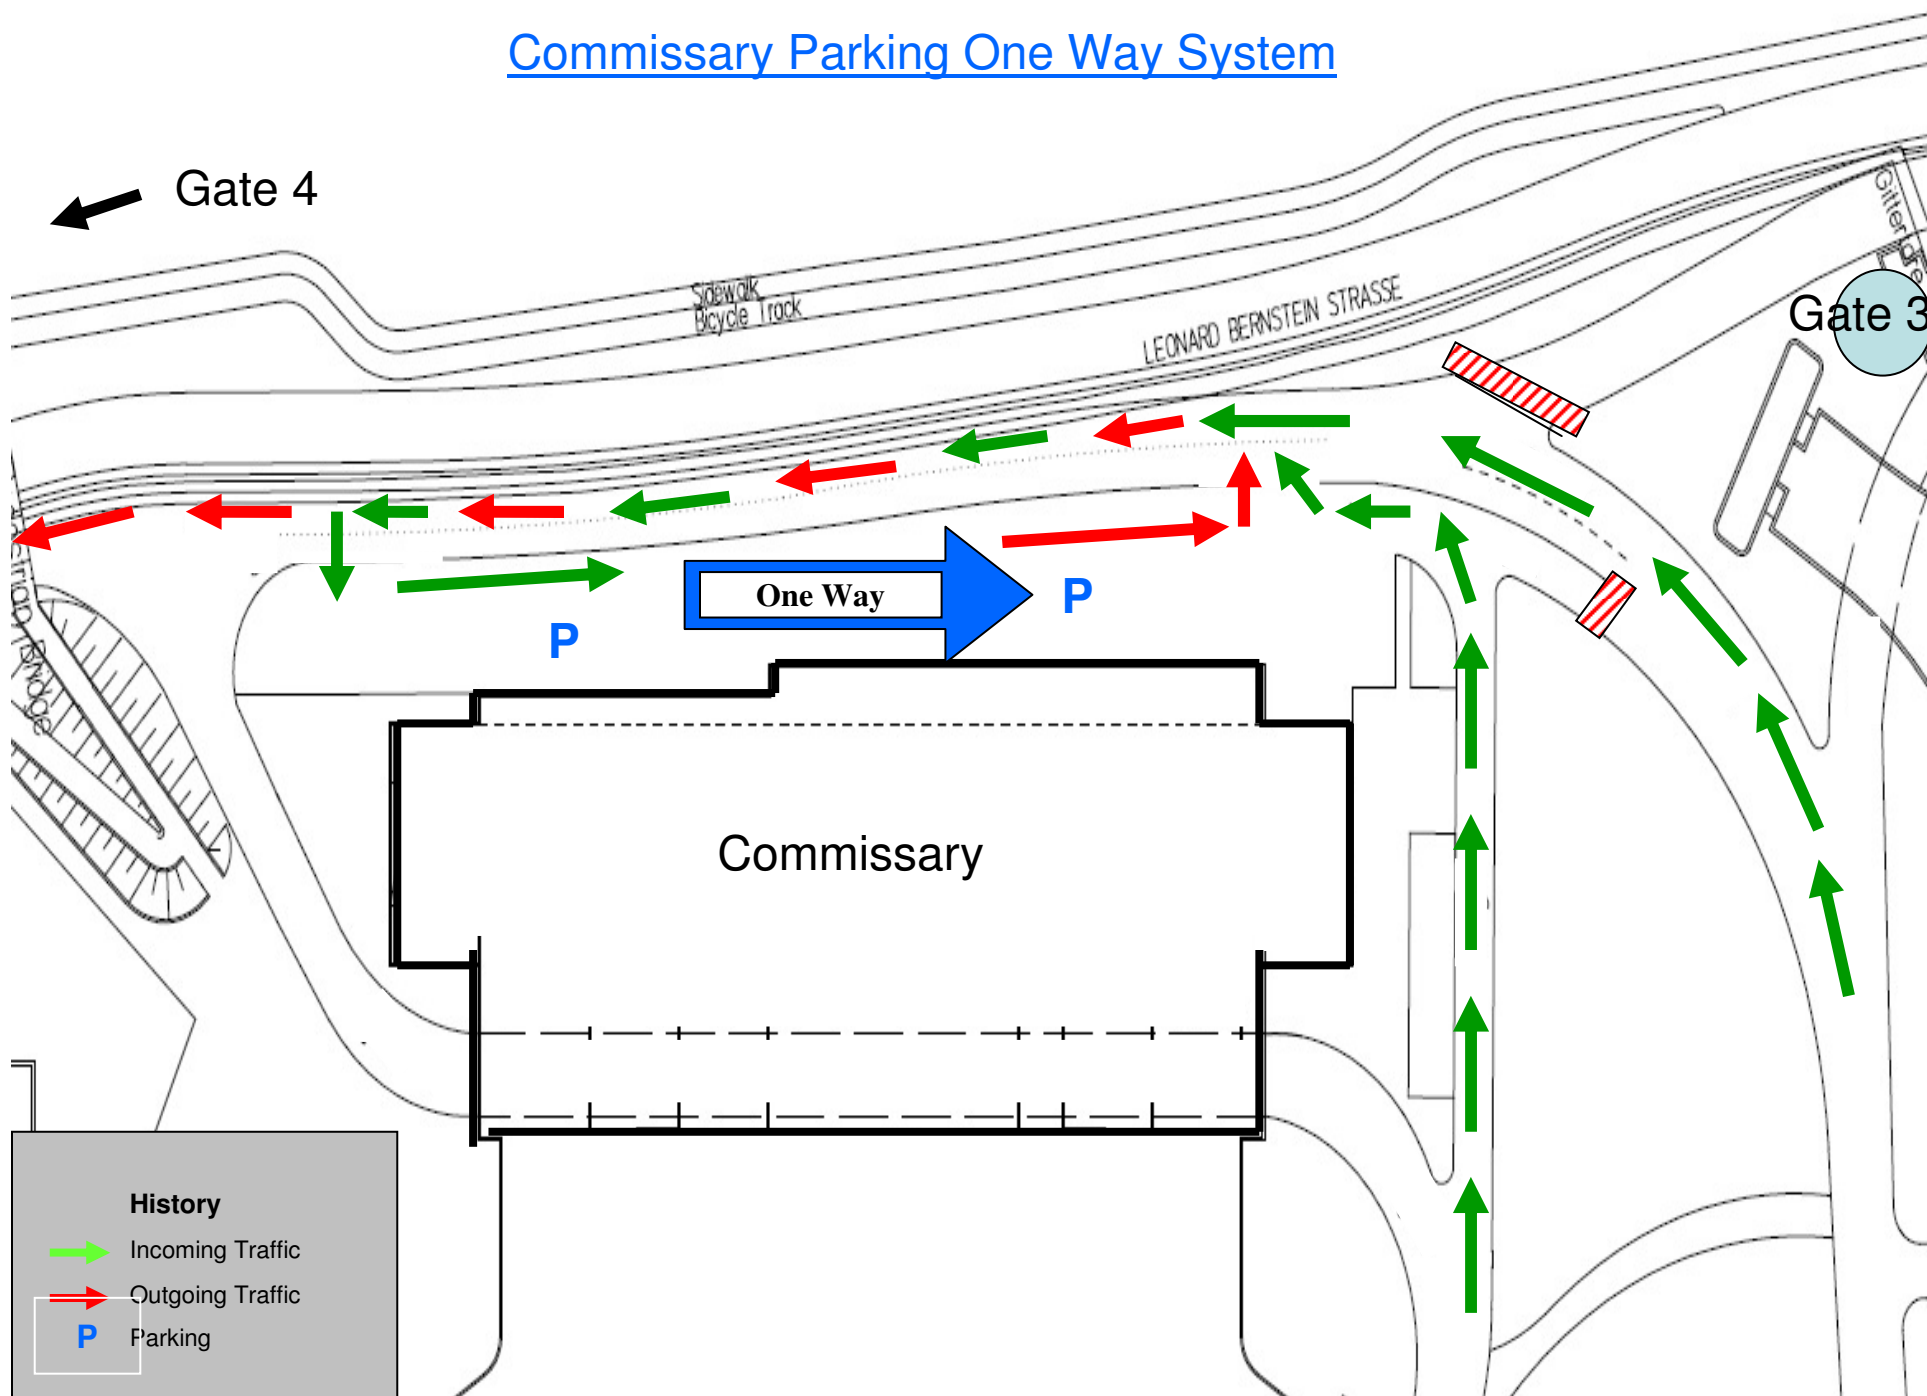 Commissary Parking One Way System
Gate 4
Sidewalk
Bicycle Track
LEONARD BERNSTEIN STRASSE
Gate 3
One Way
P
P
Bridge
Commissary
History
Incoming Traffic
Outgoing Traffic
P Parking